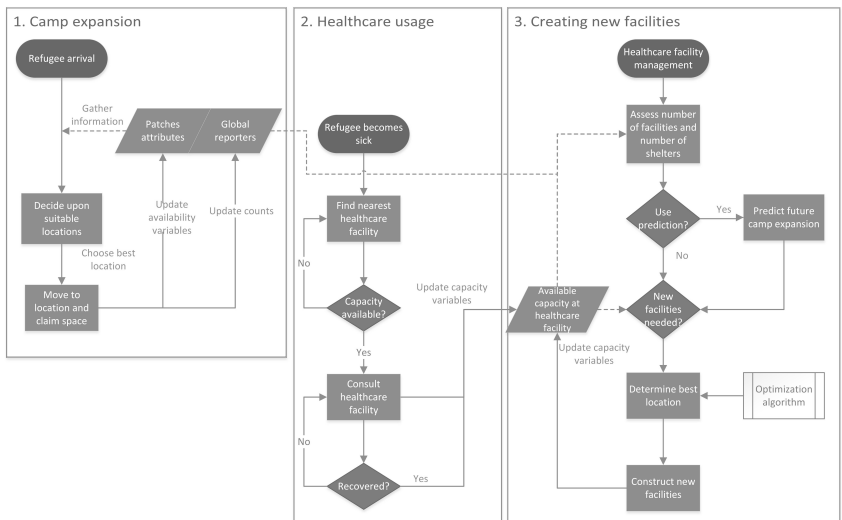 1. Camp expansion
Refugee arrival
Gather
information
Patches
attributes
Global
reporters
Decide upon
suitable
locations
Update
availability
variables
Update counts
Choose best
location
Move to
location and
claim space
2. Healthcare usage
Refugee becomes
sick
Find nearest
healthcare
facility
No
Capacity
available?
Update capacity
variables
Yes
Consult
healthcare
facility
No
Recovered?
Yes
3. Creating new facilities
Healthcare facility
management
Assess number
of facilities and
number of
shelters
Use
prediction?
Yes
Predict future
camp expansion
No
Available
capacity at
healthcare
facility
New
facilities
needed?
Update capacity
variables
Determine best
location
Optimization
algorithm
Construct new
facilities